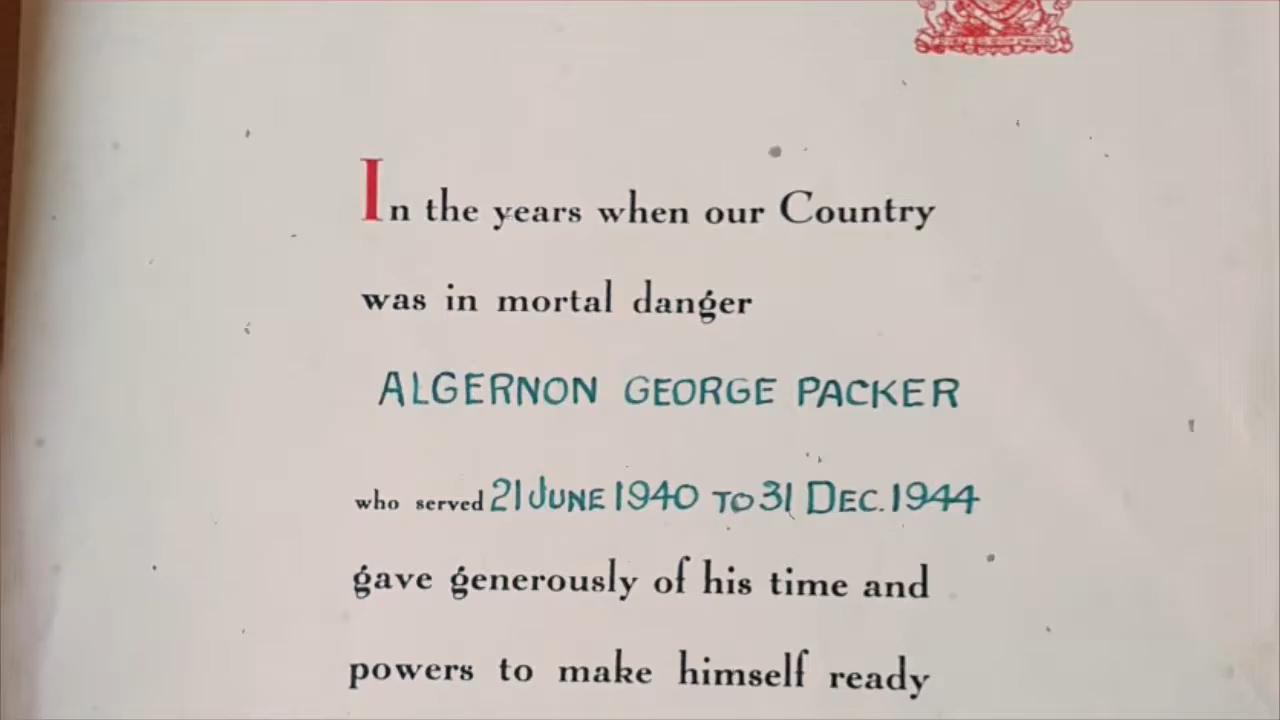 In the years when our Country
was in mortal danger
ALGERNON GEORGE PACKER
who served 21 JUNE 1940 TO 31 DEC. 1944
gave generously of his time and
powers to make himself ready